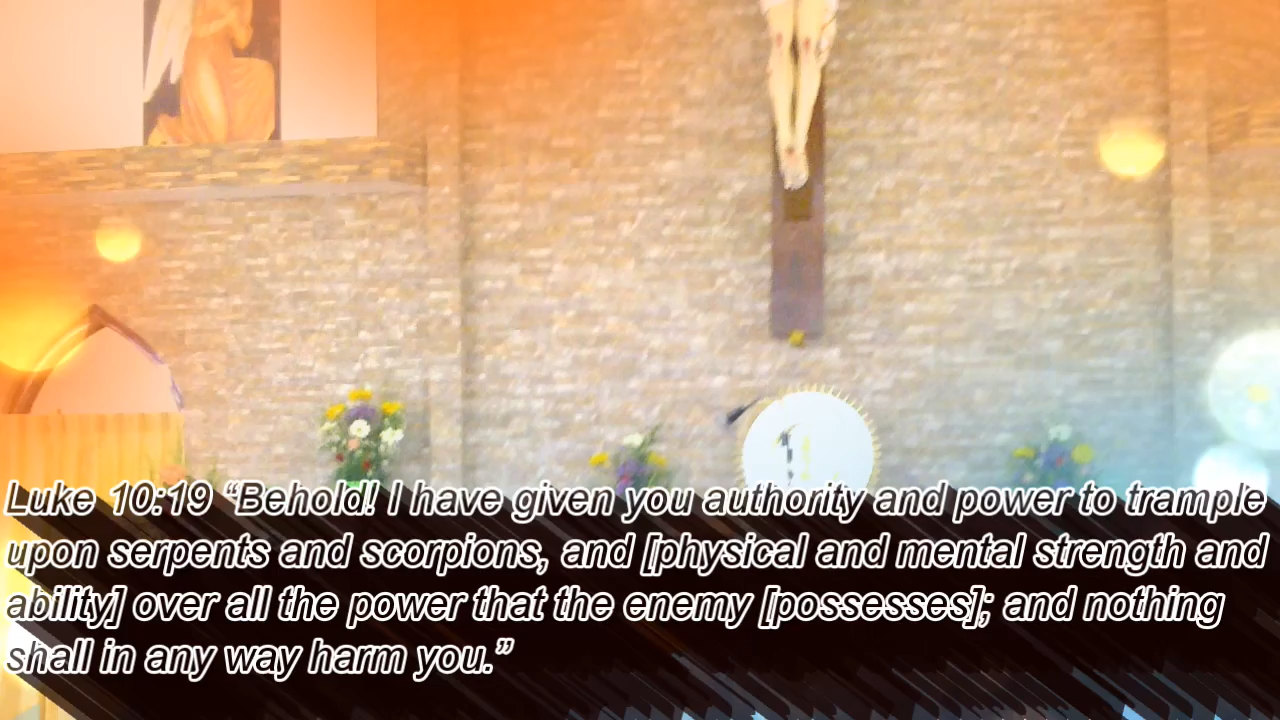 Luke 10:19 “Behold! I have given you authority and power to trample
upon serpents and scorpions, and [physical and mental strength and
ability] over all the power that the enemy [possesses]; and nothing
shall in any way harm you.”